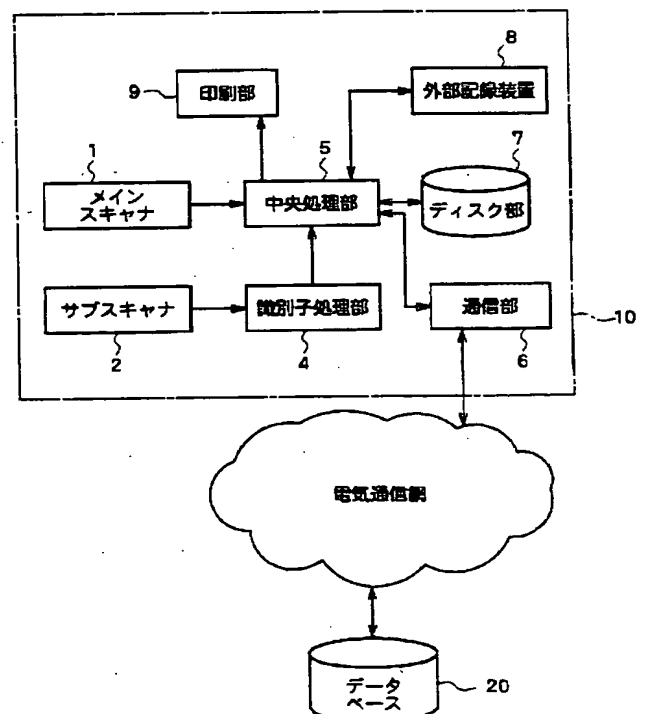 8
9
印刷部
外部記録装置
1
5
7
メイン
スキャナ
中央処理部
ディスク部
サブスキャナ
識別子処理部
通信部
10
2
4
6
電気通信網
データ
ベース
20